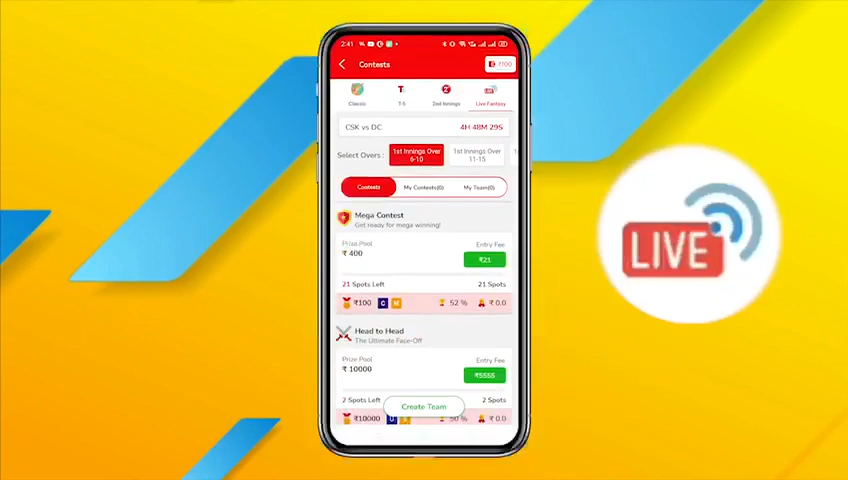 2:41
Contests
₹100
Classic
T-5
2nd Innings
Live Fantasy
CSK vs DC
4H 48M 29S
Select Overs :
1st Innings Over
6-10
1st Innings Over
11-15
Contests
My Contests(0)
My Team(0)
Mega Contest
Get ready for mega winning!
Prize Pool
Entry Fee
₹ 400
₹21
21 Spots Left
21 Spots
₹100
C
M
52 %
₹ 0.0
Head to Head
The Ultimate Face-Off
Prize Pool
Entry Fee
₹ 10000
₹5555
2 Spots Left
2 Spots
Create Team
₹10000
C
50 %
₹ 0.0
LIVE